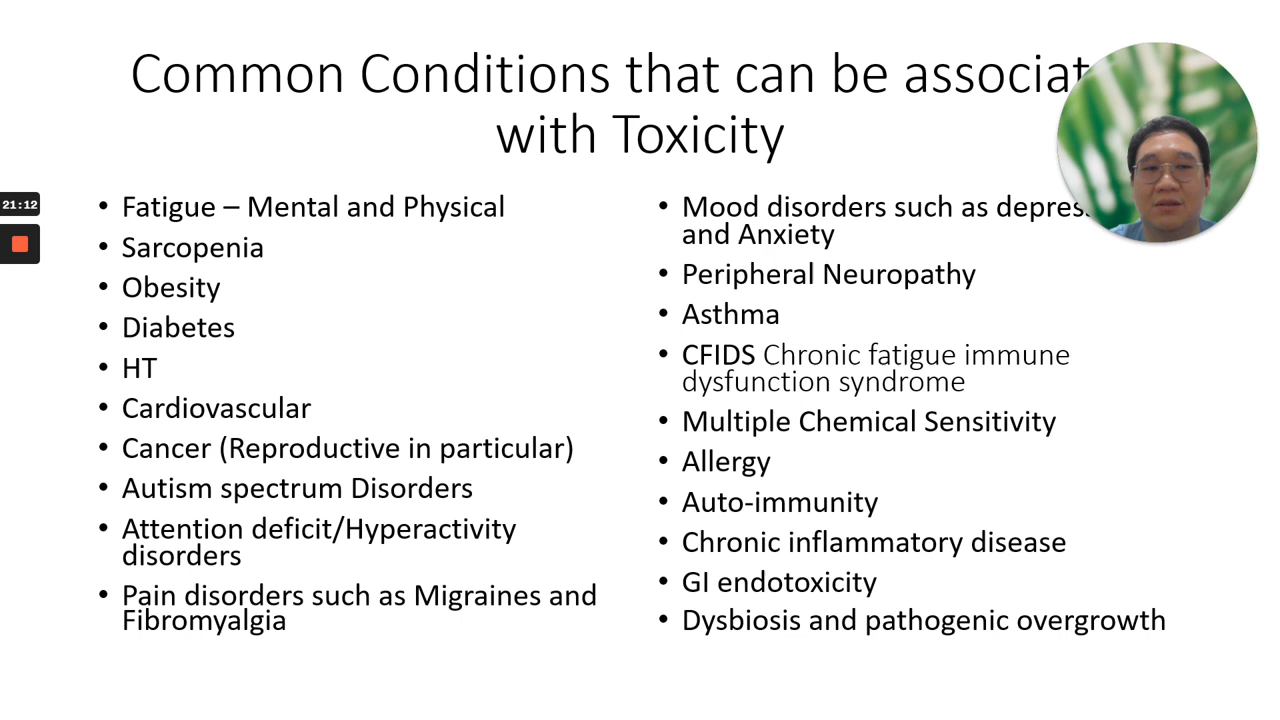 Common Conditions that can be
with Toxicity
21:12
• Fatigue – Mental and Physical
• Sarcopenia
• Obesity
• Diabetes
• HT
• Cardiovascular
• Cancer (Reproductive in particular)
• Autism spectrum Disorders
• Attention deficit/Hyperactivity
disorders
• Pain disorders such as Migraines and
Fibromyalgia
• Mood disorders such as
and Anxiety
• Peripheral Neuropathy
• Asthma
• CFIDS Chronic fatigue immune
dysfunction syndrome
• Multiple Chemical Sensitivity
• Allergy
• Auto-immunity
• Chronic inflammatory disease
• GI endotoxicity
• Dysbiosis and pathogenic overgrowth